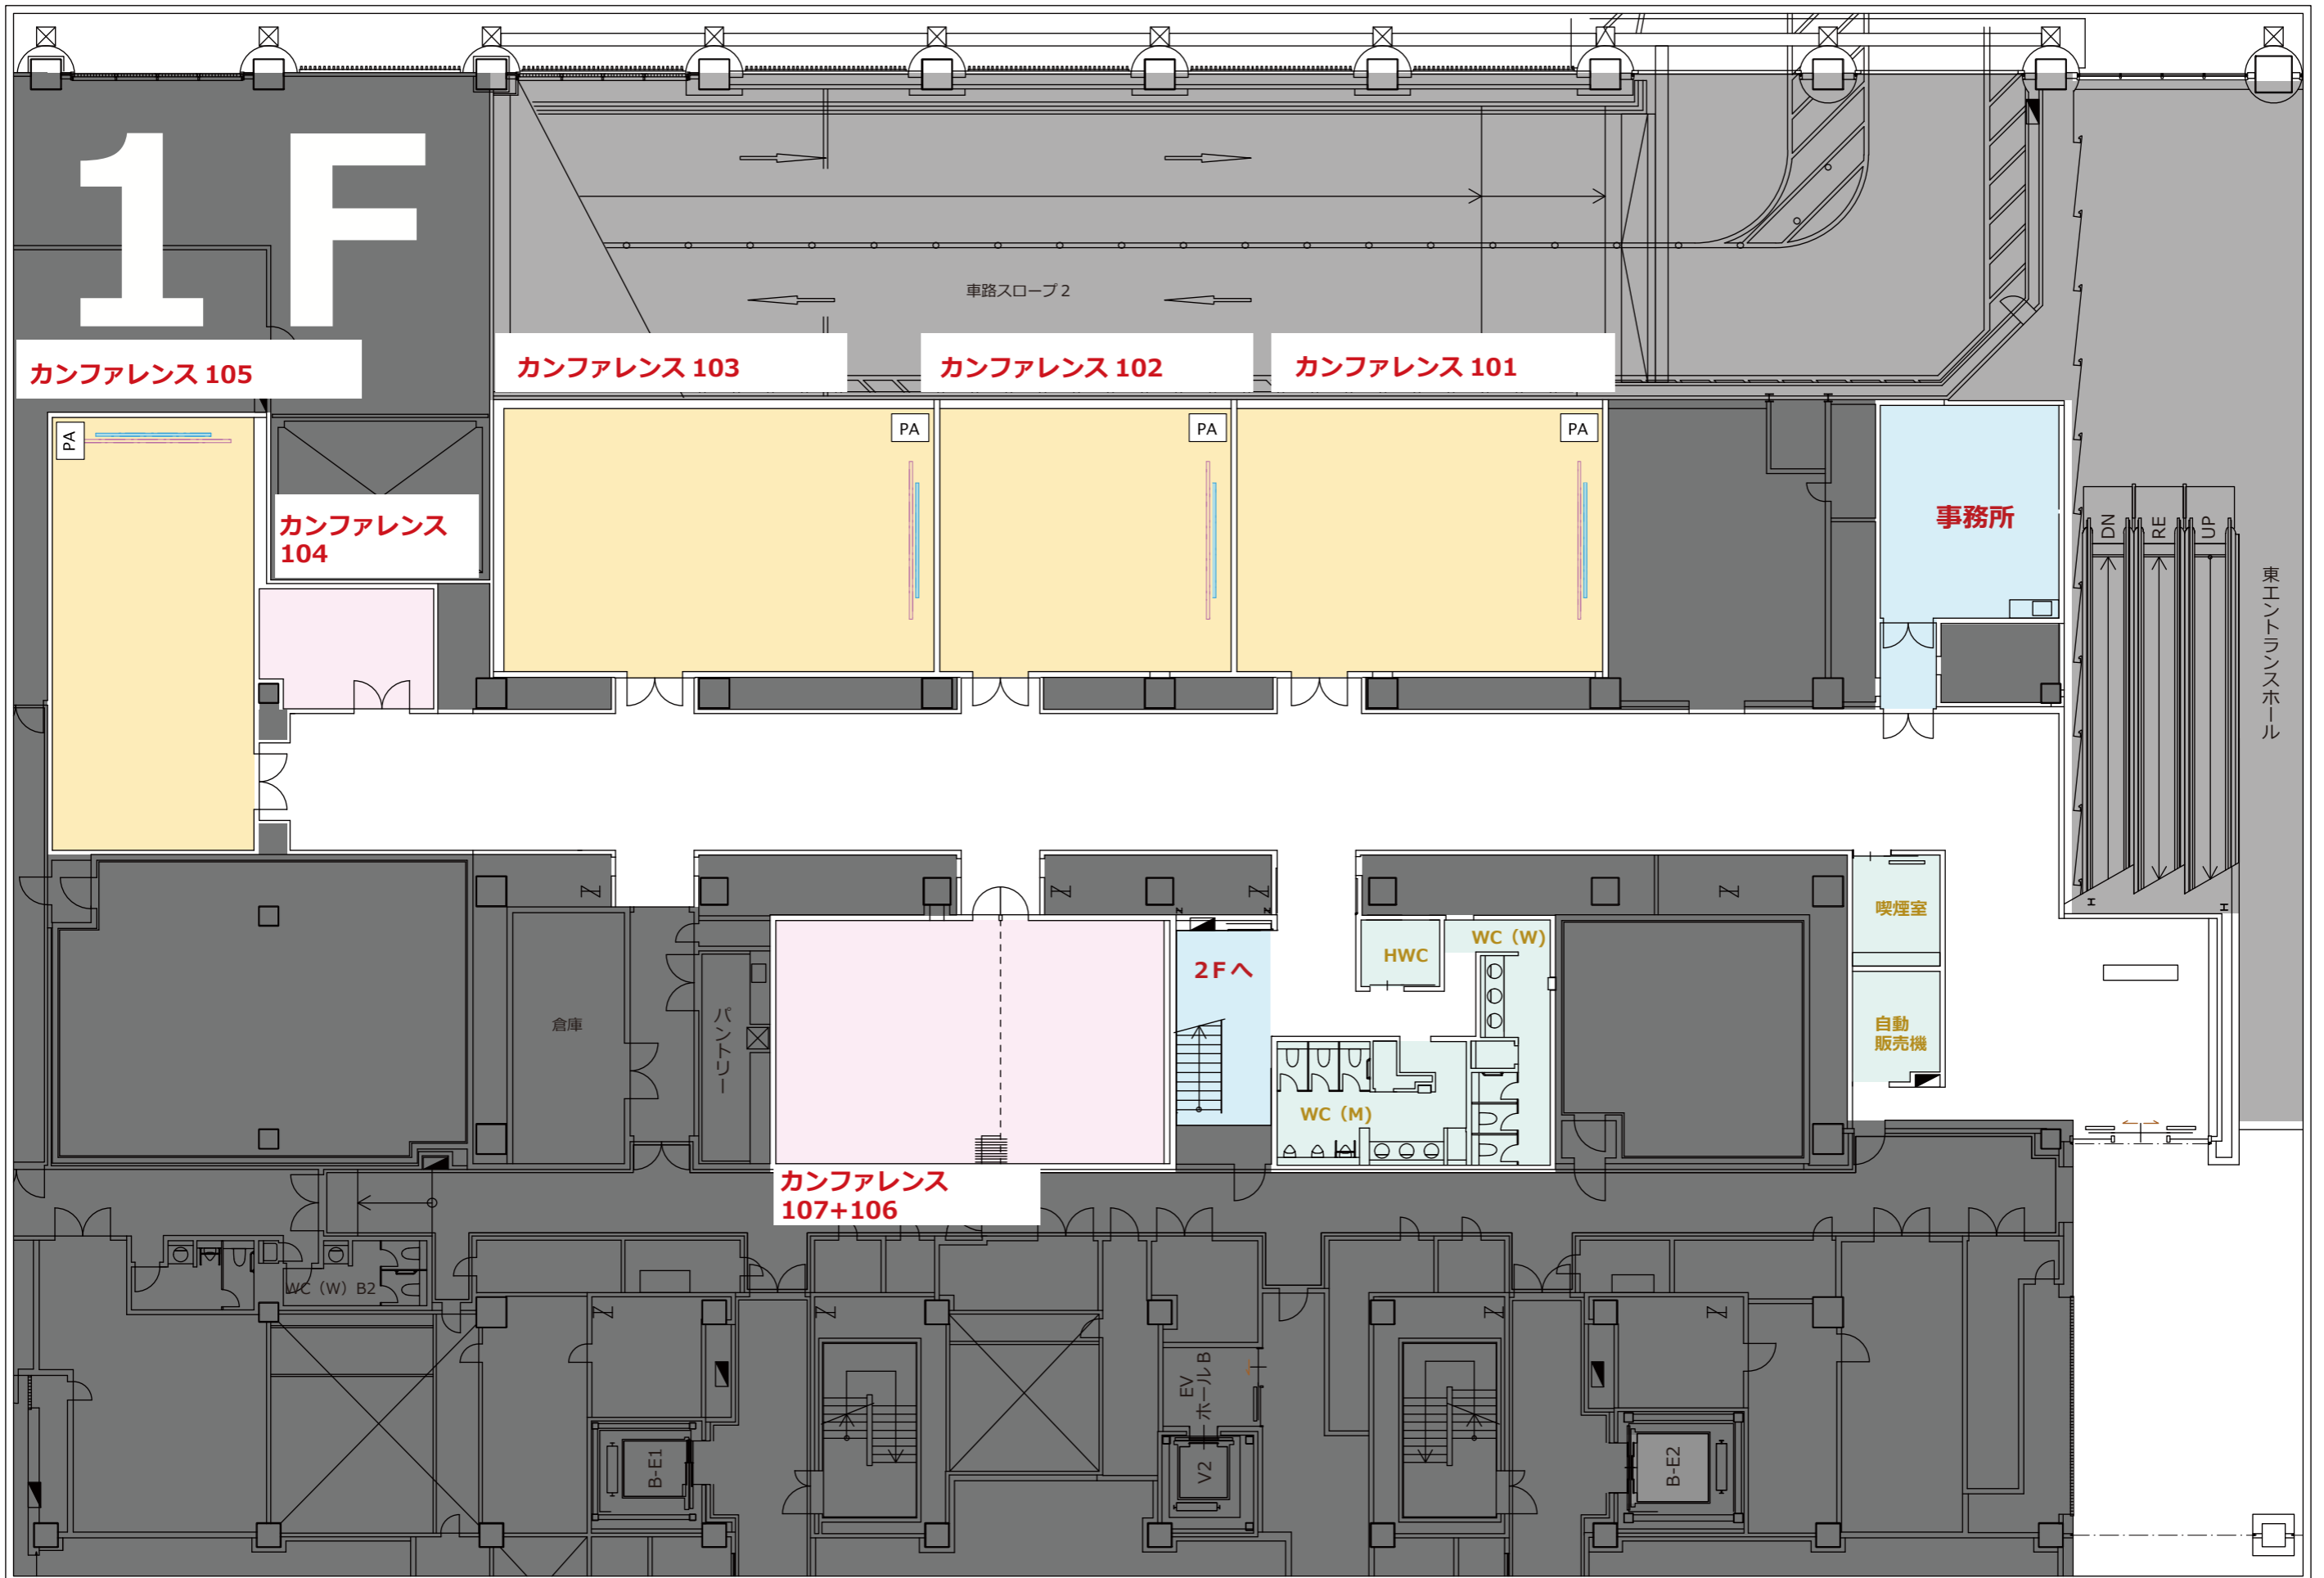 1F
車路スロープ2
カンファレンス 105
カンファレンス 103
カンファレンス 102
カンファレンス 101
PA
PA
PA
PA
カンファレンス
104
事務所
DN
RE
UP
東エントランスホール
喫煙室
WC（W）
HWC
2Fへ
倉庫
パントリー
自動
販売機
WC（M）
カンファレンス
107+106
WC（W）B2
EV
ホールB
B-E1
V2
B-E2